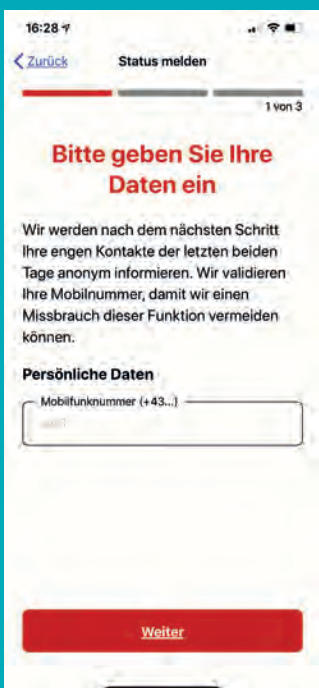 16:28
Zurück
Status melden
1 von 3
Bitte geben Sie Ihre
Daten ein
Wir werden nach dem nächsten Schritt
Ihre engen Kontakte der letzten beiden
Tage anonym informieren. Wir validieren
Ihre Mobilnummer, damit wir einen
Missbrauch dieser Funktion vermeiden
können.
Persönliche Daten
Mobilfunknummer (+43...)
Weiter